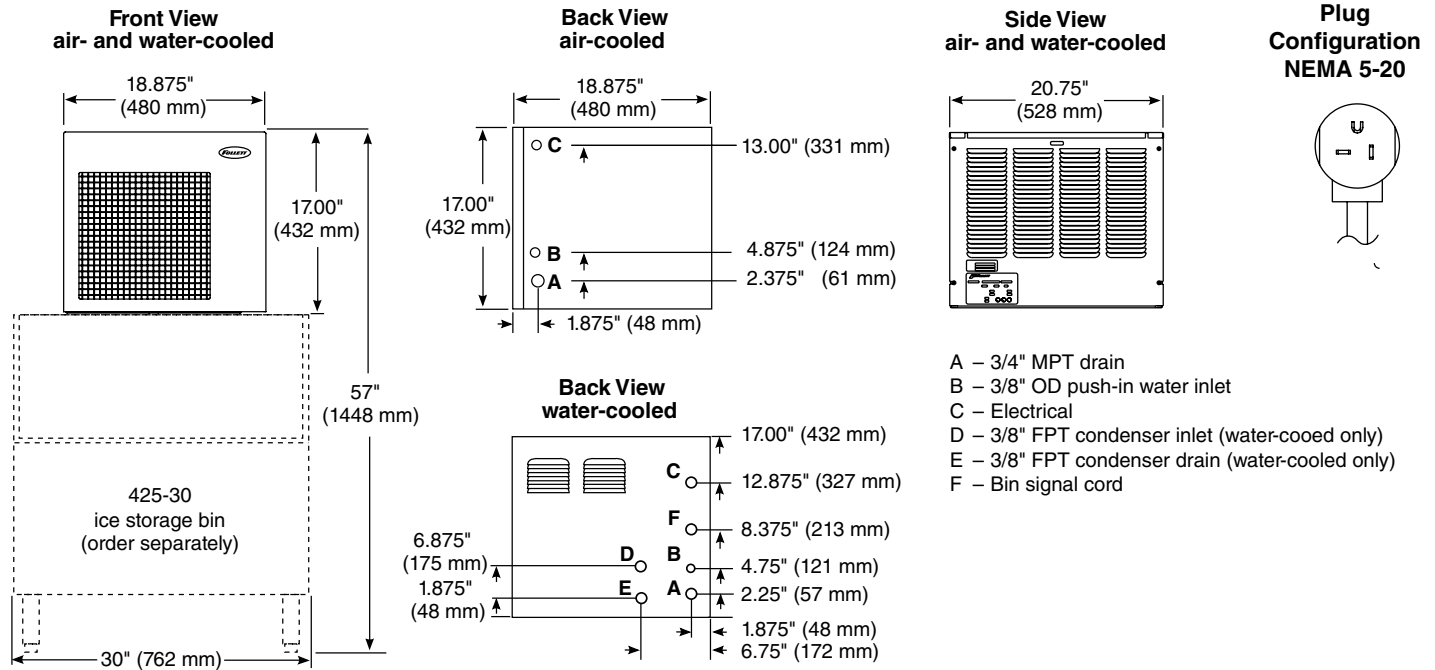 Front View
air- and water-cooled
18.875"
(480 mm)
FOLLETT
17.00"
(432 mm)
57"
(1448 mm)
425-30
ice storage bin
(order separately)
30" (762 mm)
Back View
air-cooled
18.875"
(480 mm)
17.00"
(432 mm)
C
13.00" (331 mm)
B
4.875" (124 mm)
A
2.375" (61 mm)
1.875" (48 mm)
Back View
water-cooled
17.00" (432 mm)
C
12.875" (327 mm)
F
8.375" (213 mm)
6.875"
(175 mm)
D
B
4.75" (121 mm)
1.875"
(48 mm)
E
A
2.25" (57 mm)
1.875" (48 mm)
6.75" (172 mm)
Side View
air- and water-cooled
20.75"
(528 mm)
Plug
Configuration
NEMA 5-20
A – 3/4" MPT drain
B – 3/8" OD push-in water inlet
C – Electrical
D – 3/8" FPT condenser inlet (water-cooed only)
E – 3/8" FPT condenser drain (water-cooled only)
F – Bin signal cord